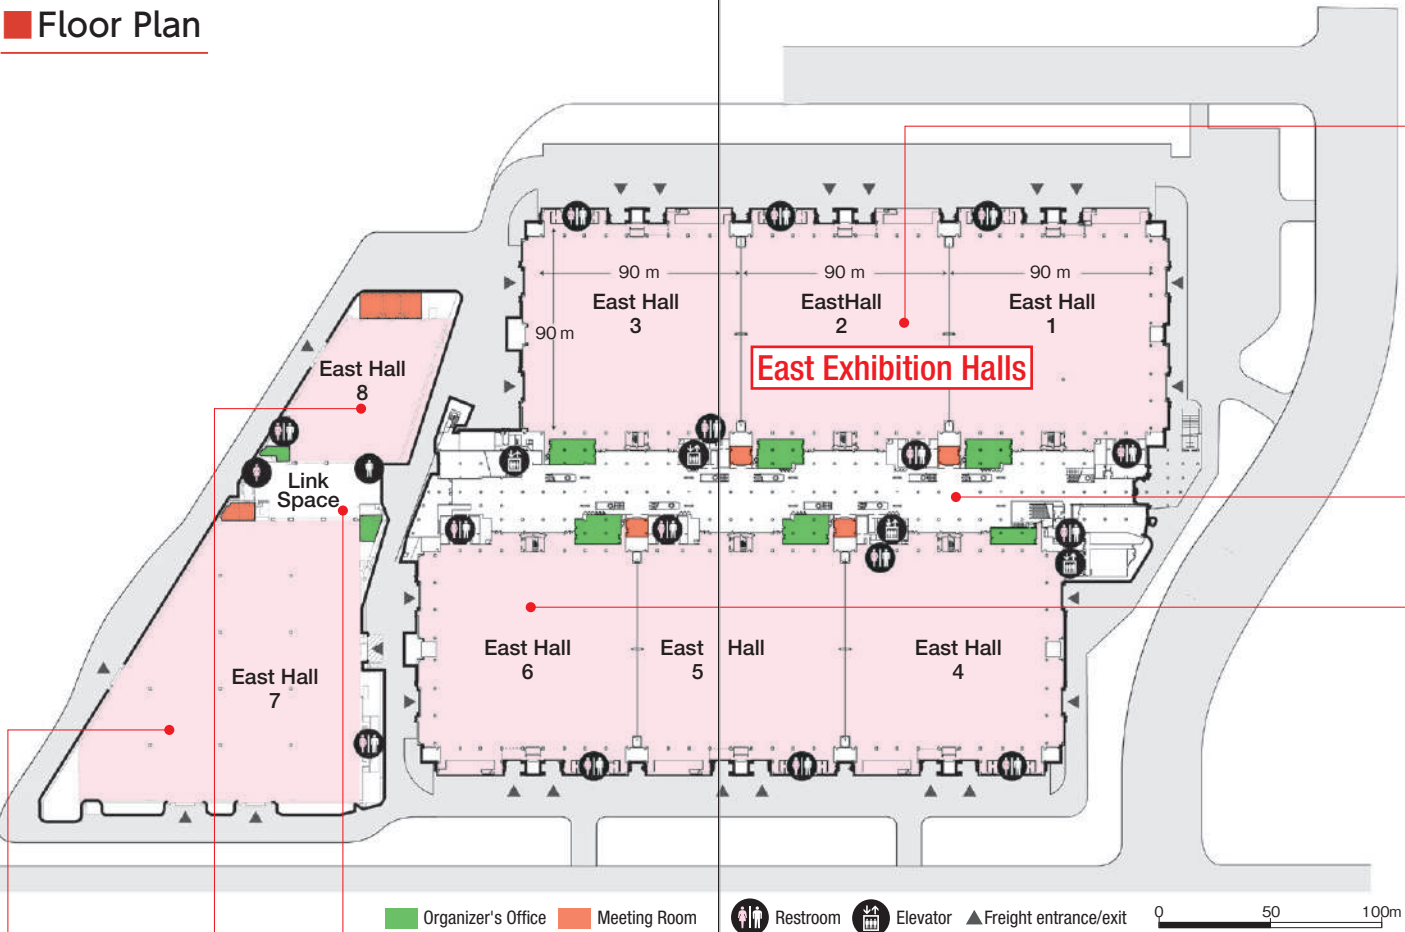 Floor Plan
90 m
90 m
90 m
East Hall
3
EastHall
2
East Hall
1
90 m
East Exhibition Halls
East Hall
8
Link
Space
East Hall
7
East Hall
6
East Hall
5
East Hall
4
Organizer's Office
Meeting Room
Restroom
Elevator
Freight entrance/exit
0 50 100m